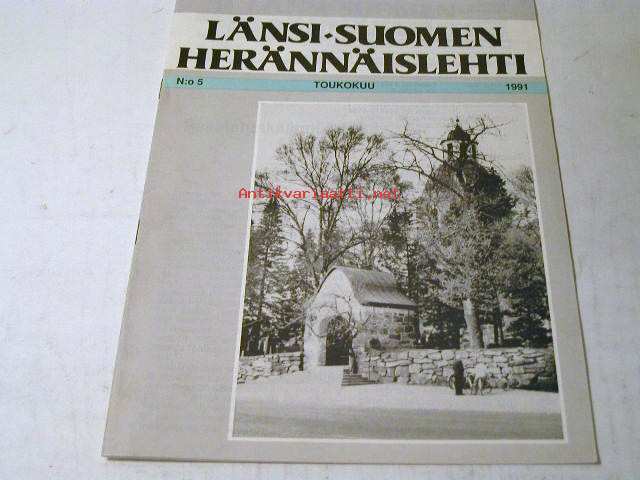 LÄNSI-SUOMEN
HERÄNNÄISLEHTI
N:o 5 TOUKOKUU 1991
Antikvariaatti.net